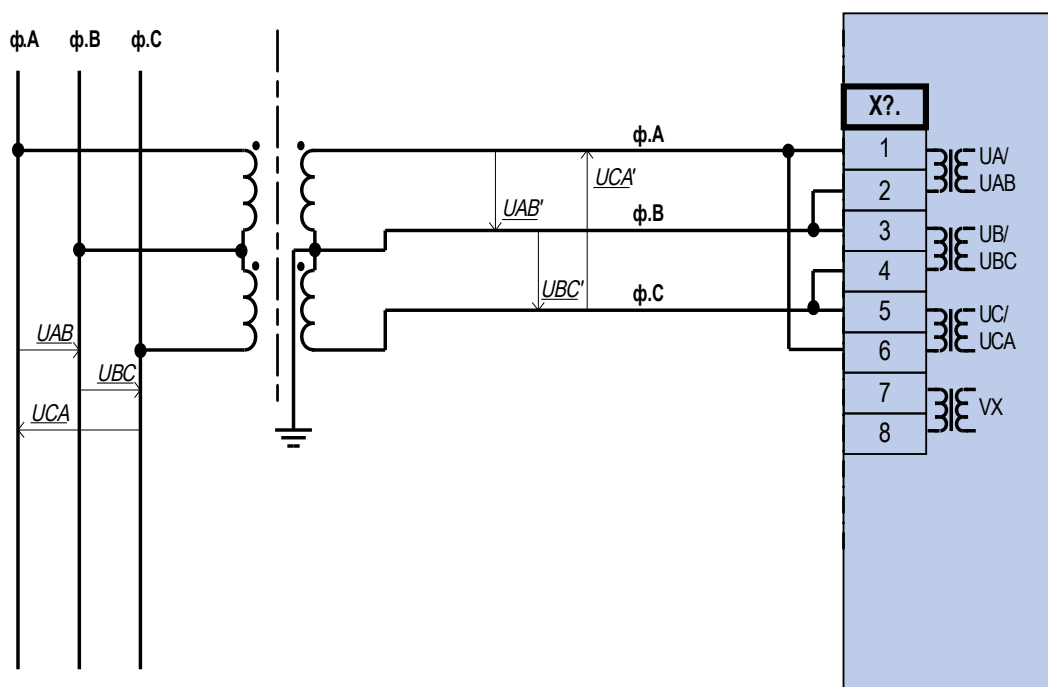 ф.A ф.B ф.C
X?.
ф.A
1
UA/
UAB
UCA'
2
UAB'
ф.B
3
UB/
UBC
4
UBC'
ф.C
5
UC/
UCA
UAB
6
UBC
7
VX
UCA
8